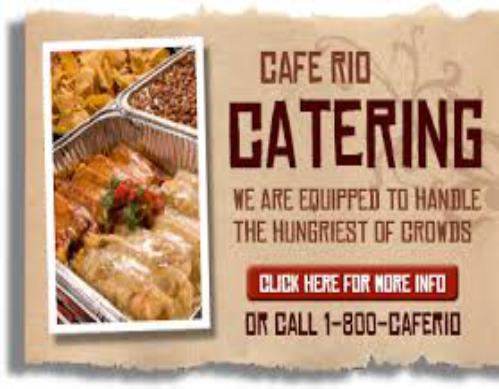 CAFE RIO
CATERING
WE ARE EQUIPPED TO HANDLE
THE HUNGRIEST OF CROWDS
CLICK HERE FOR MORE INFO
OR CALL 1-800-CAFERIO